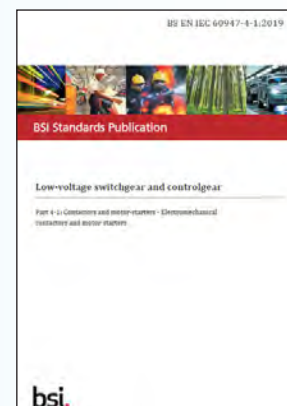 BS EN IEC 60947-4-1:2019
BSI Standards Publication
Low-voltage switchgear and controlgear
Part 4-1: Contactors and motor-starters - Electromechanical
contactors and motor-starters
bsi.